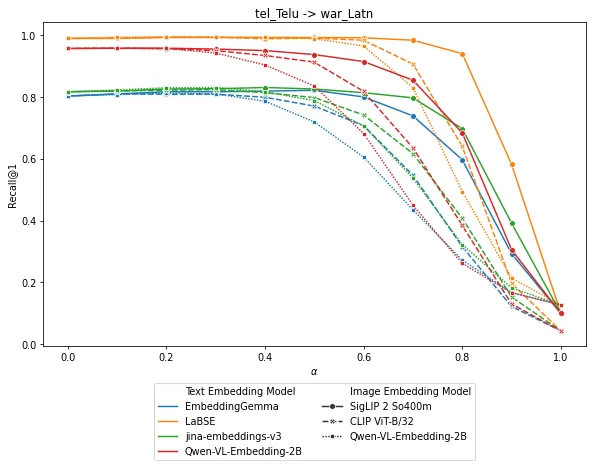 tel_Telu -> war_Latn
Recall@1
1.0
0.8
0.6
0.4
0.2
0.0
0.0 0.2 0.4 0.6 0.8 1.0
α
Text Embedding Model
EmbeddingGemma
LaBSE
jina-embeddings-v3
Qwen-VL-Embedding-2B
Image Embedding Model
SigLIP 2 So400m
CLIP ViT-B/32
Qwen-VL-Embedding-2B